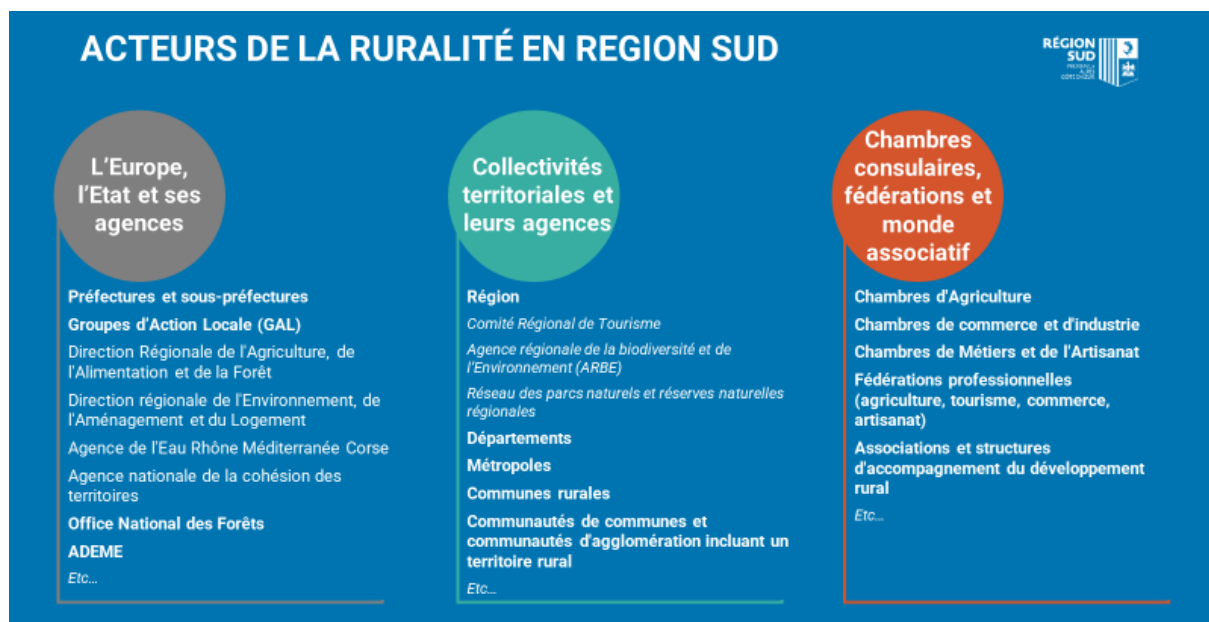 ACTEURS DE LA RURALITÉ EN REGION SUD
RÉGION
SUD
L'Europe,
l'Etat et ses
agences
Préfectures et sous-préfectures
Groupes d'Action Locale (GAL)
Direction Régionale de l'Agriculture, de
l'Alimentation et de la Forêt
Direction régionale de l'Environnement, de
l'Aménagement et du Logement
Agence de l'Eau Rhône Méditerranée Corse
Agence nationale de la cohésion des
territoires
Office National des Forêts
ADEME
Etc...
Collectivités
territoriales et
leurs agences
Région
Comité Régional de Tourisme
Agence régionale de la biodiversité et de
l'Environnement (ARBE)
Réseau des parcs naturels et réserves naturelles
régionales
Départements
Métropoles
Communes rurales
Communautés de communes et
communautés d'agglomération incluant un
territoire rural
Etc...
Chambres
consulaires,
fédérations et
monde
associatif
Chambres d'Agriculture
Chambres de commerce et d'industrie
Chambres de Métiers et de l'Artisanat
Fédérations professionnelles
(agriculture, tourisme, commerce,
artisanat)
Associations et structures
d'accompagnement du développement
rural
Etc...